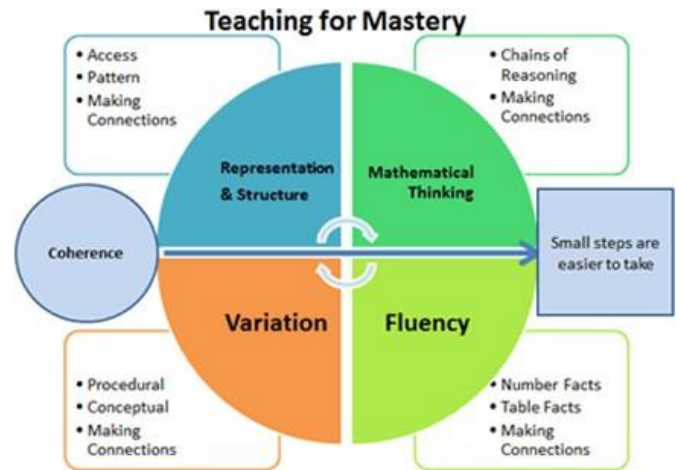 Teaching for Mastery
• Access
• Pattern
• Making
Connections
• Chains of
Reasoning
• Making
Connections
Representation
& Structure
Mathematical
Thinking
Coherence
Small steps are
easier to take
Variation
Fluency
• Procedural
• Conceptual
• Making
Connections
• Number Facts
• Table Facts
• Making
Connections